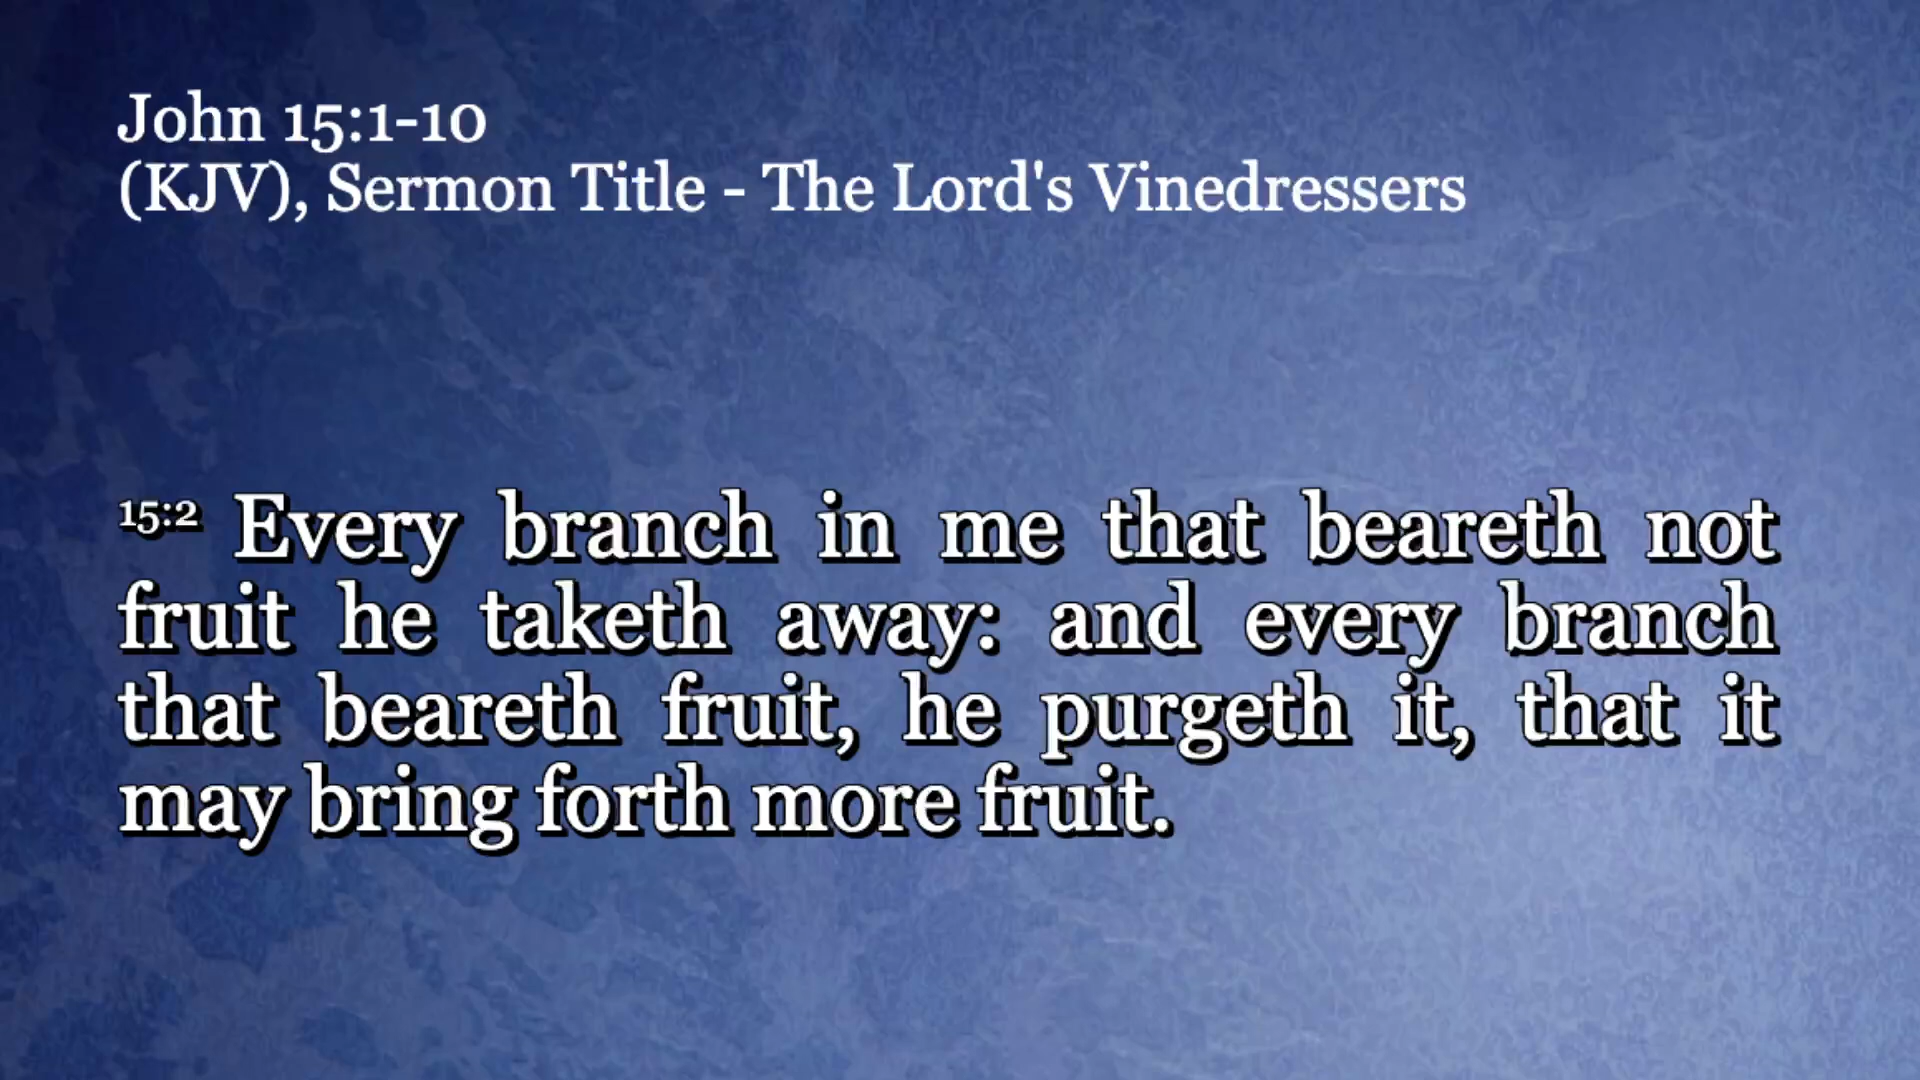 John 15:1-10
(KJV), Sermon Title - The Lord's Vinedressers
15:2 Every branch in me that beareth not
fruit he taketh away: and every branch
that beareth fruit, he purgeth it, that it
may bring forth more fruit.